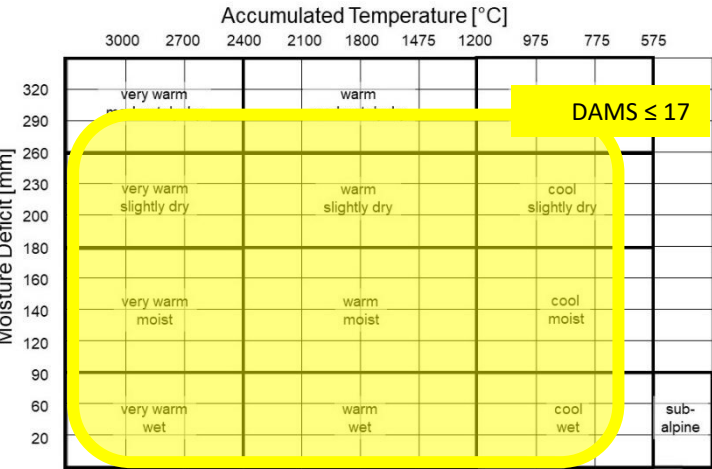 Accumulated Temperature [°C]
3000 2700 2400 2100 1800 1475 1200 975 775 575
Moisture Deficit [mm]
320
290
260
230
200
180
160
140
120
90
60
20
very warm
warm
DAMS ≤ 17
very warm
slightly dry
warm
slightly dry
cool
slightly dry
very warm
moist
warm
moist
cool
moist
very warm
wet
warm
wet
cool
wet
sub-
alpine